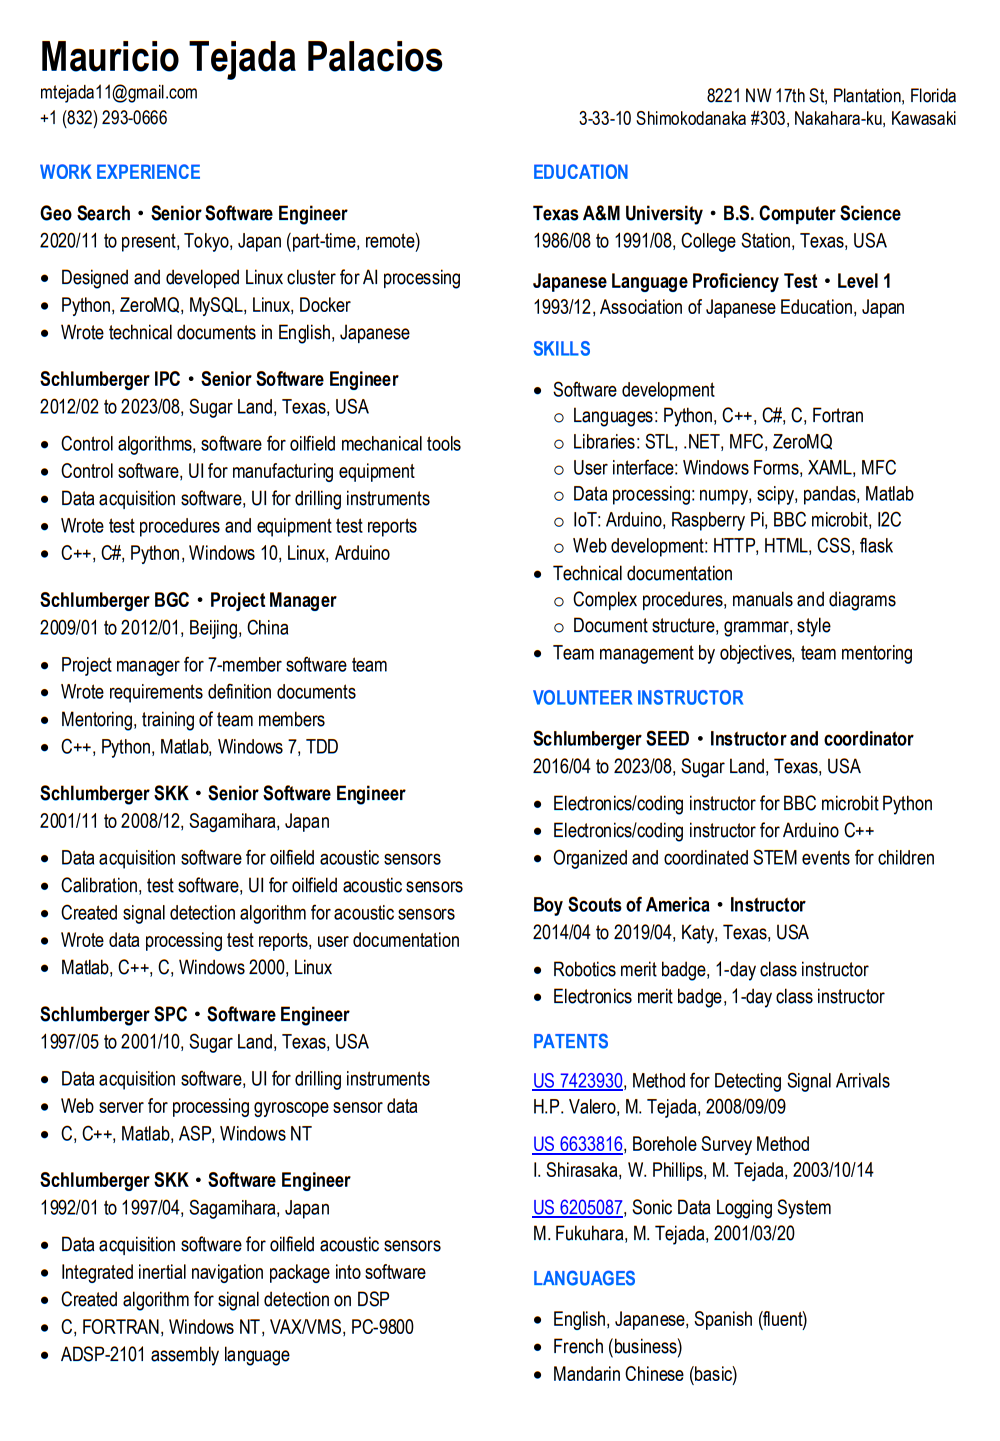 Mauricio Tejada Palacios
mtejada11@gmail.com
+1 (832) 293-0666
8221 NW 17th St, Plantation, Florida
3-33-10 Shimokodanaka #303, Nakahara-ku, Kawasaki
WORK EXPERIENCE
Geo Search • Senior Software Engineer
2020/11 to present, Tokyo, Japan (part-time, remote)
• Designed and developed Linux cluster for AI processing
• Python, ZeroMQ, MySQL, Linux, Docker
• Wrote technical documents in English, Japanese
Schlumberger IPC • Senior Software Engineer
2012/02 to 2023/08, Sugar Land, Texas, USA
• Control algorithms, software for oilfield mechanical tools
• Control software, UI for manufacturing equipment
• Data acquisition software, UI for drilling instruments
• Wrote test procedures and equipment test reports
• C++, C#, Python, Windows 10, Linux, Arduino
Schlumberger BGC • Project Manager
2009/01 to 2012/01, Beijing, China
• Project manager for 7-member software team
• Wrote requirements definition documents
• Mentoring, training of team members
• C++, Python, Matlab, Windows 7, TDD
Schlumberger SKK • Senior Software Engineer
2001/11 to 2008/12, Sagamihara, Japan
• Data acquisition software for oilfield acoustic sensors
• Calibration, test software, UI for oilfield acoustic sensors
• Created signal detection algorithm for acoustic sensors
• Wrote data processing test reports, user documentation
• Matlab, C++, C, Windows 2000, Linux
Schlumberger SPC • Software Engineer
1997/05 to 2001/10, Sugar Land, Texas, USA
• Data acquisition software, UI for drilling instruments
• Web server for processing gyroscope sensor data
• C, C++, Matlab, ASP, Windows NT
Schlumberger SKK • Software Engineer
1992/01 to 1997/04, Sagamihara, Japan
• Data acquisition software for oilfield acoustic sensors
• Integrated inertial navigation package into software
• Created algorithm for signal detection on DSP
• C, FORTRAN, Windows NT, VAX/VMS, PC-9800
• ADSP-2101 assembly language
EDUCATION
Texas A&M University • B.S. Computer Science
1986/08 to 1991/08, College Station, Texas, USA
Japanese Language Proficiency Test • Level 1
1993/12, Association of Japanese Education, Japan
SKILLS
• Software development
o Languages: Python, C++, C#, C, Fortran
o Libraries: STL, .NET, MFC, ZeroMQ
o User interface: Windows Forms, XAML, MFC
o Data processing: numpy, scipy, pandas, Matlab
o IoT: Arduino, Raspberry Pi, BBC microbit, I2C
o Web development: HTTP, HTML, CSS, flask
• Technical documentation
o Complex procedures, manuals and diagrams
o Document structure, grammar, style
• Team management by objectives, team mentoring
VOLUNTEER INSTRUCTOR
Schlumberger SEED • Instructor and coordinator
2016/04 to 2023/08, Sugar Land, Texas, USA
• Electronics/coding instructor for BBC microbit Python
• Electronics/coding instructor for Arduino C++
• Organized and coordinated STEM events for children
Boy Scouts of America • Instructor
2014/04 to 2019/04, Katy, Texas, USA
• Robotics merit badge, 1-day class instructor
• Electronics merit badge, 1-day class instructor
PATENTS
US 7423930, Method for Detecting Signal Arrivals
H.P. Valero, M. Tejada, 2008/09/09
US 6633816, Borehole Survey Method
I. Shirasaka, W. Phillips, M. Tejada, 2003/10/14
US 6205087, Sonic Data Logging System
M. Fukuhara, M. Tejada, 2001/03/20
LANGUAGES
• English, Japanese, Spanish (fluent)
• French (business)
• Mandarin Chinese (basic)